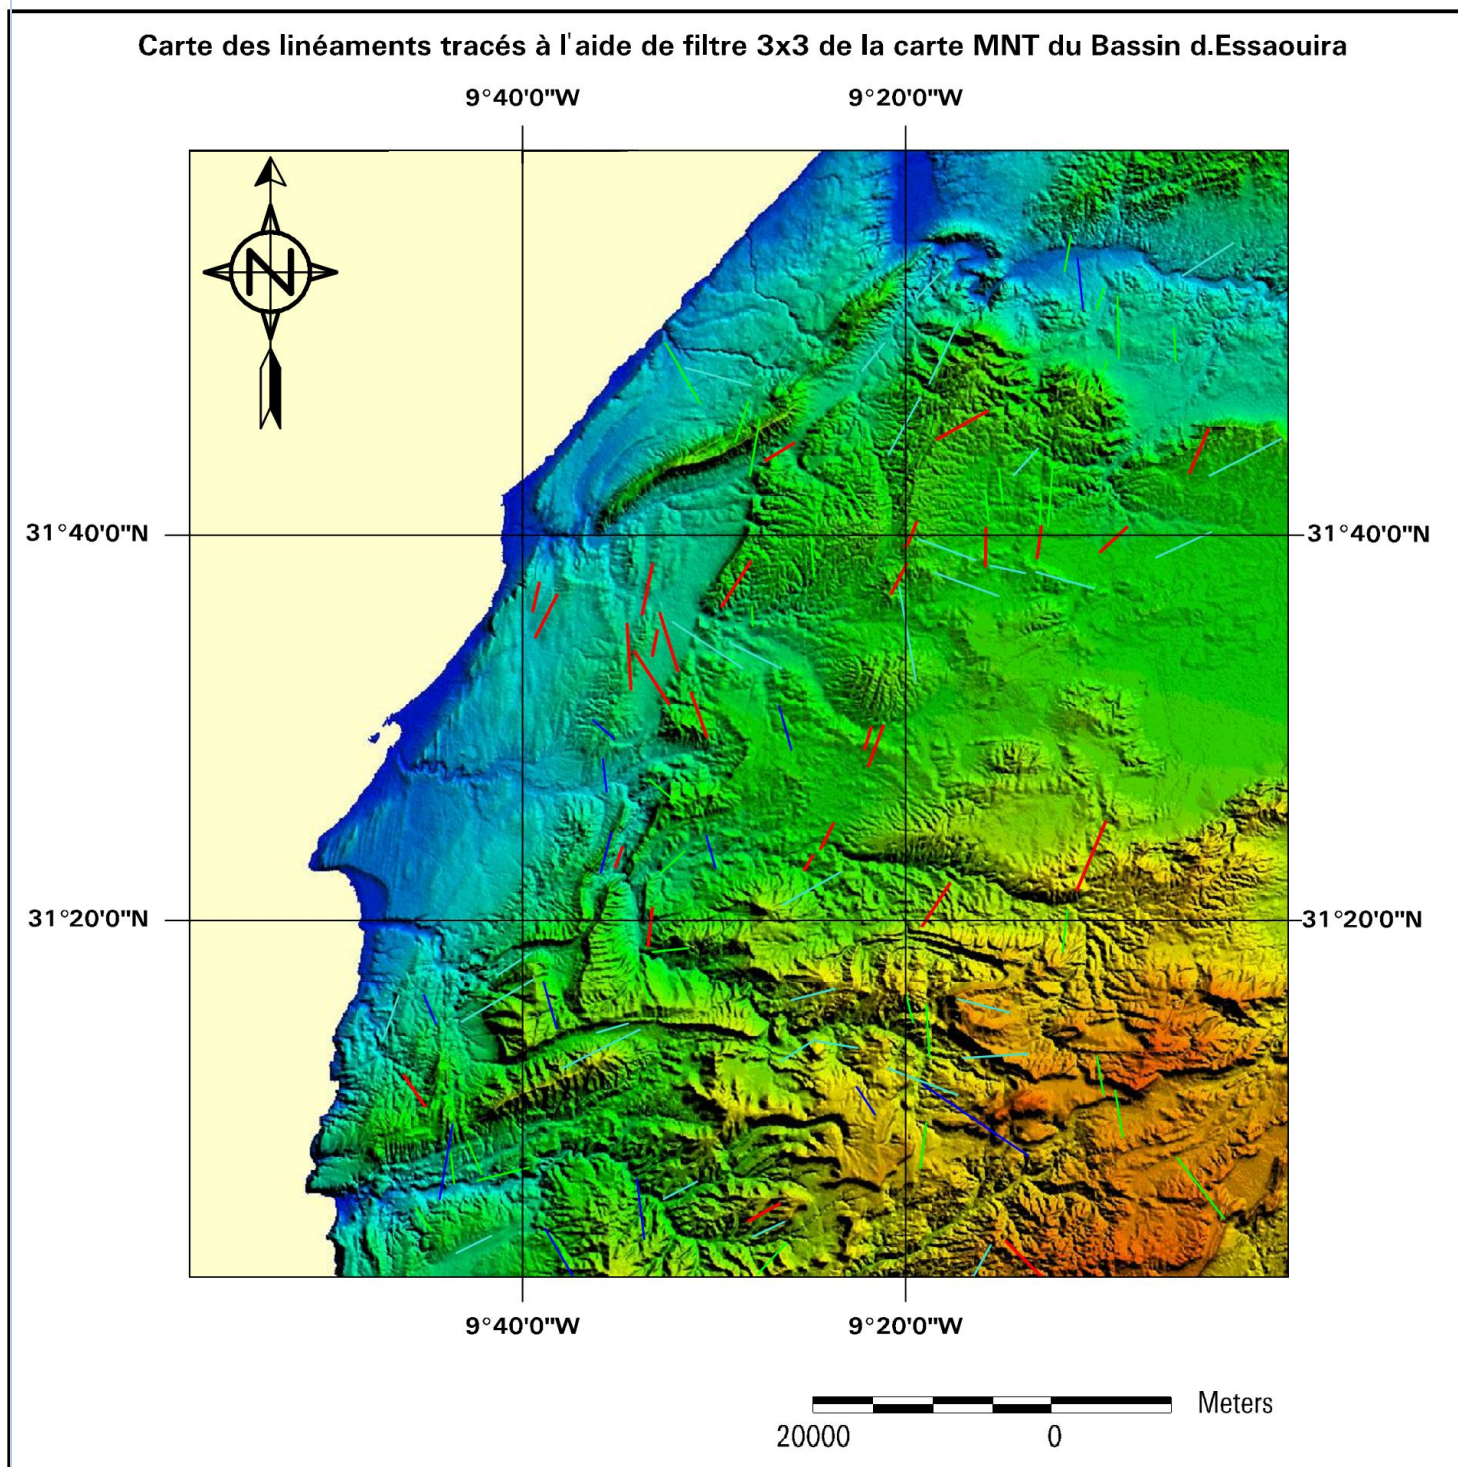 Carte des linéaments tracés à l'aide de filtre 3x3 de la carte MNT du Bassin d.Essaouira
9°40'0"W 9°20'0"W
N
31°40'0"N 31°40'0"N
31°20'0"N 31°20'0"N
9°40'0"W 9°20'0"W
Meters
20000 0